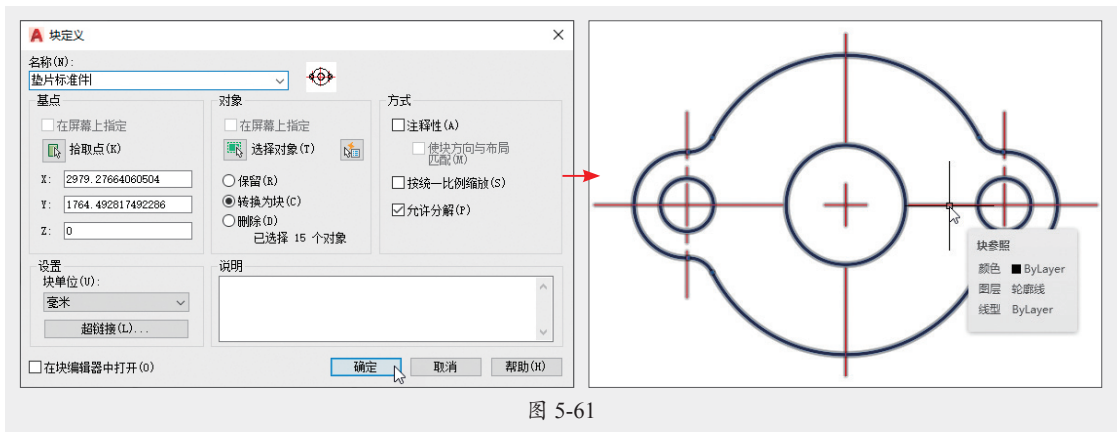 块定义
名称(N):
垫片标准件
基点
在屏幕上指定
拾取点(K)
X: 2979.27664060504
Y: 1764.492817492286
Z: 0
对象
在屏幕上指定
选择对象(T)
保留(R)
转换为块(C)
删除(D)
已选择 15 个对象
方式
注释性(A)
使块方向与布局
匹配(M)
按统一比例缩放(S)
允许分解(P)
设置
块单位(U):
毫米
超链接(L)...
说明
在块编辑器中打开(O)
确定
取消
帮助(H)
块参照
颜色 ByLayer
图层 轮廓线
线型 ByLayer
图 5-61